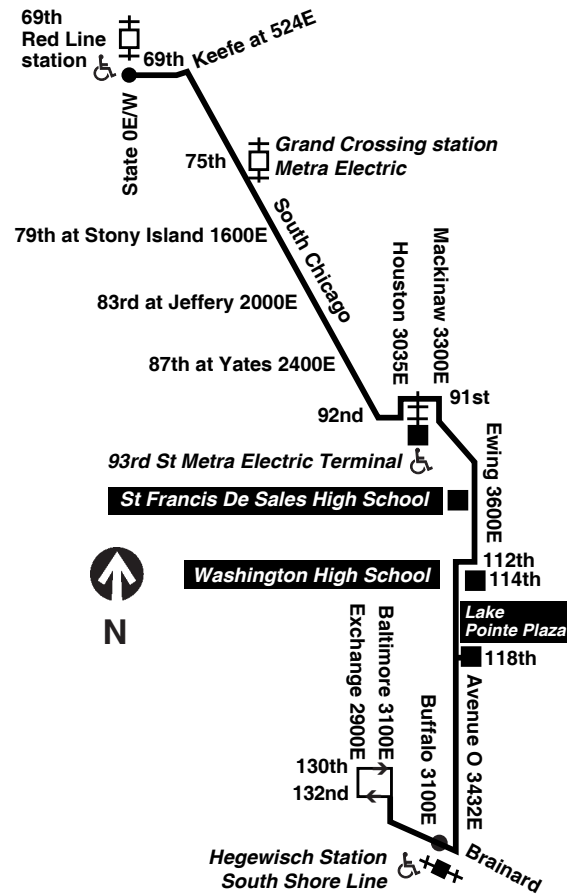 69th
Red Line
station
69th
Keefe at 524E
State 0E/W
Grand Crossing station
Metra Electric
75th
South Chicago
79th at Stony Island 1600E
83rd at Jeffery 2000E
87th at Yates 2400E
Houston 3035E
Mackinaw 3300E
91st
92nd
93rd St Metra Electric Terminal
Ewing 3600E
St Francis De Sales High School
112th
Washington High School
114th
N
Lake
Pointe Plaza
118th
Exchange 2900E
Baltimore 3100E
Buffalo 3100E
Avenue O 3432E
130th
132nd
Hegewisch Station
South Shore Line
Brainard